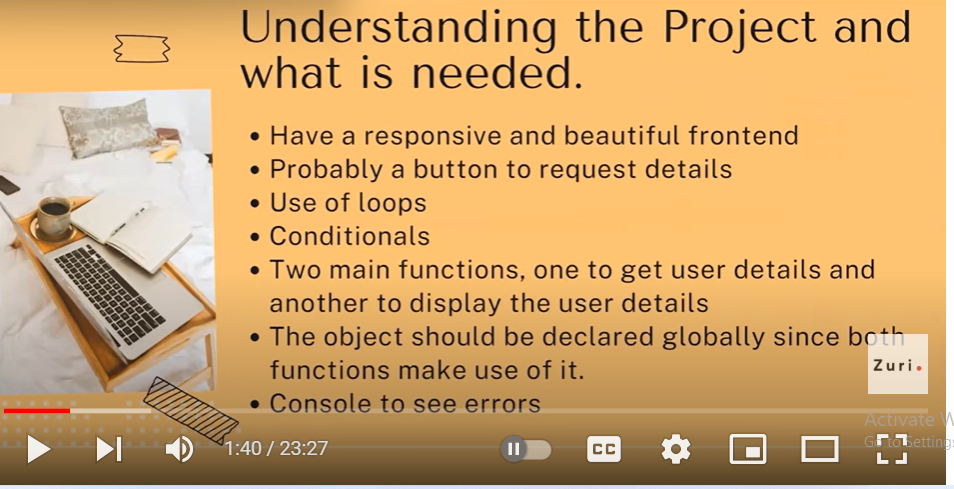 Understanding the Project and
what is needed.
• Have a responsive and beautiful frontend
• Probably a button to request details
• Use of loops
• Conditionals
• Two main functions, one to get user details and
another to display the user details
• The object should be declared globally since both
functions make use of it.
Zuri.
• Console to see errors
Activate W
Go to Settings
1:40 / 23:27
CC